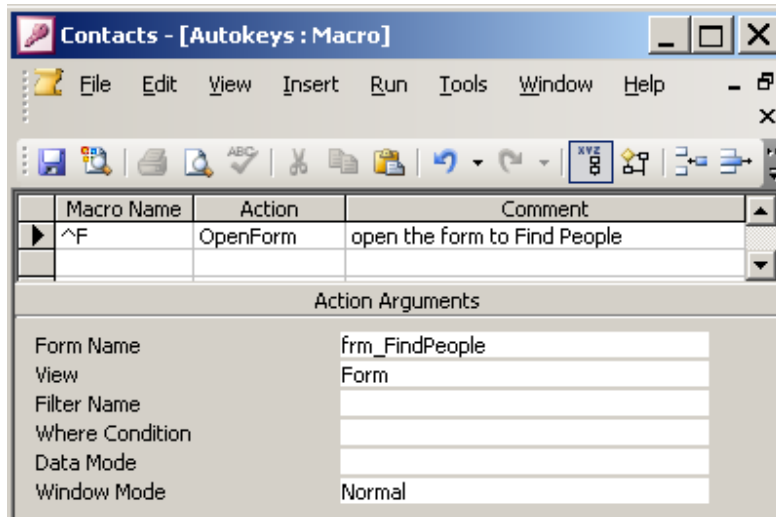 Contacts - [Autokeys : Macro]
File Edit View Insert Run Tools Window Help
ABC XYZ
Macro Name Action Comment
^F OpenForm open the form to Find People
Action Arguments
Form Name frm_FindPeople
View Form
Filter Name
Where Condition
Data Mode
Window Mode Normal